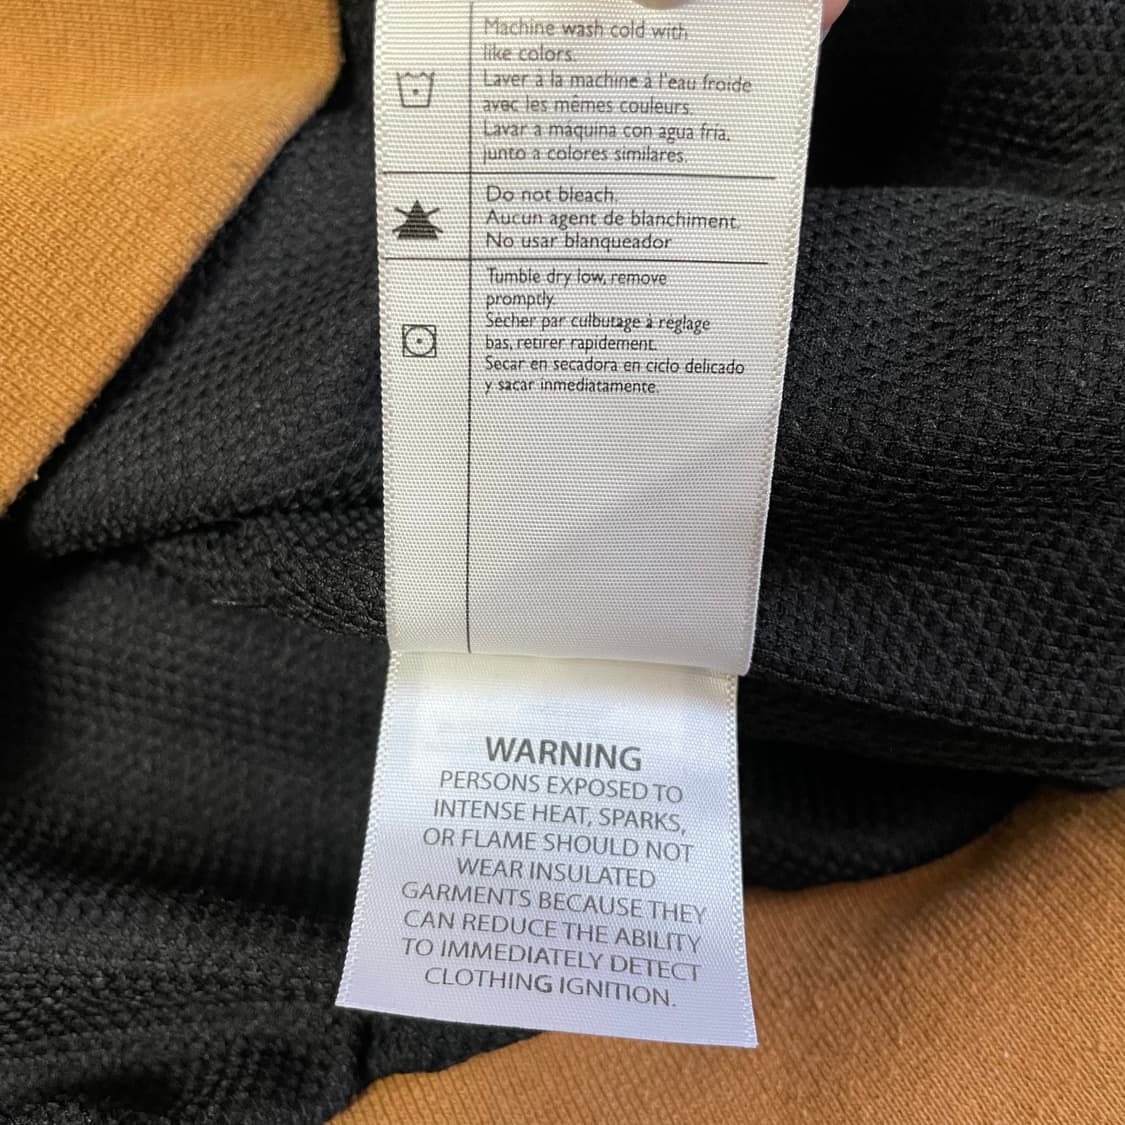 Machine wash cold with
like colors.
Laver à la machine à l'eau froide
avec les mêmes couleurs.
Lavar a máquina con agua fría,
junto a colores similares.
Do not bleach.
Aucun agent de blanchiment.
No usar blanqueador
Tumble dry low, remove
promptly.
Sécher par culbutage à réglage
bas, retirer rapidement.
Secar en secadora en ciclo delicado
y sacar inmediatamente.
WARNING
PERSONS EXPOSED TO
INTENSE HEAT, SPARKS,
OR FLAME SHOULD NOT
WEAR INSULATED
GARMENTS BECAUSE THEY
CAN REDUCE THE ABILITY
TO IMMEDIATELY DETECT
CLOTHING IGNITION.